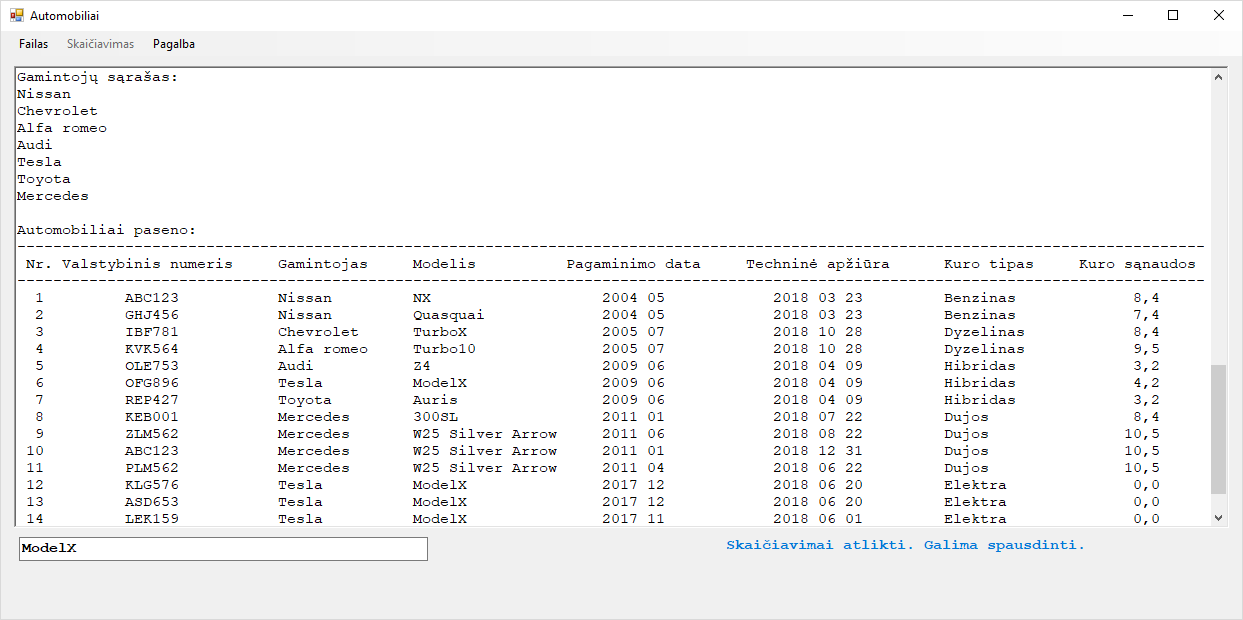 Automobiliai
Failas Skaičiavimas Pagalba
Gamintojų sąrašas:
Nissan
Chevrolet
Alfa romeo
Audi
Tesla
Toyota
Mercedes
Automobiliai paseno:
------------------------------------------------------------------------------------------------------------------------------------
Nr. Valstybinis numeris Gamintojas Modelis Pagaminimo data Techninė apžiūra Kuro tipas Kuro sąnaudos
------------------------------------------------------------------------------------------------------------------------------------
1 ABC123 Nissan NX 2004 05 2018 03 23 Benzinas 8,4
2 GHJ456 Nissan Quasquai 2004 05 2018 03 23 Benzinas 7,4
3 IBF781 Chevrolet TurboX 2005 07 2018 10 28 Dyzelinas 8,4
4 KVK564 Alfa romeo Turbo10 2005 07 2018 10 28 Dyzelinas 9,5
5 OLE753 Audi Z4 2009 06 2018 04 09 Hibridas 3,2
6 OFG896 Tesla ModelX 2009 06 2018 04 09 Hibridas 4,2
7 REP427 Toyota Auris 2009 06 2018 04 09 Hibridas 3,2
8 KEB001 Mercedes 300SL 2011 01 2018 07 22 Dujos 8,4
9 ZLM562 Mercedes W25 Silver Arrow 2011 06 2018 08 22 Dujos 10,5
10 ABC123 Mercedes W25 Silver Arrow 2011 01 2018 12 31 Dujos 10,5
11 PLM562 Mercedes W25 Silver Arrow 2011 04 2018 06 22 Dujos 10,5
12 KLG576 Tesla ModelX 2017 12 2018 06 20 Elektra 0,0
13 ASD653 Tesla ModelX 2017 12 2018 06 20 Elektra 0,0
14 LEK159 Tesla ModelX 2017 11 2018 06 01 Elektra 0,0
ModelX
Skaičiavimai atlikti. Galima spausdinti.